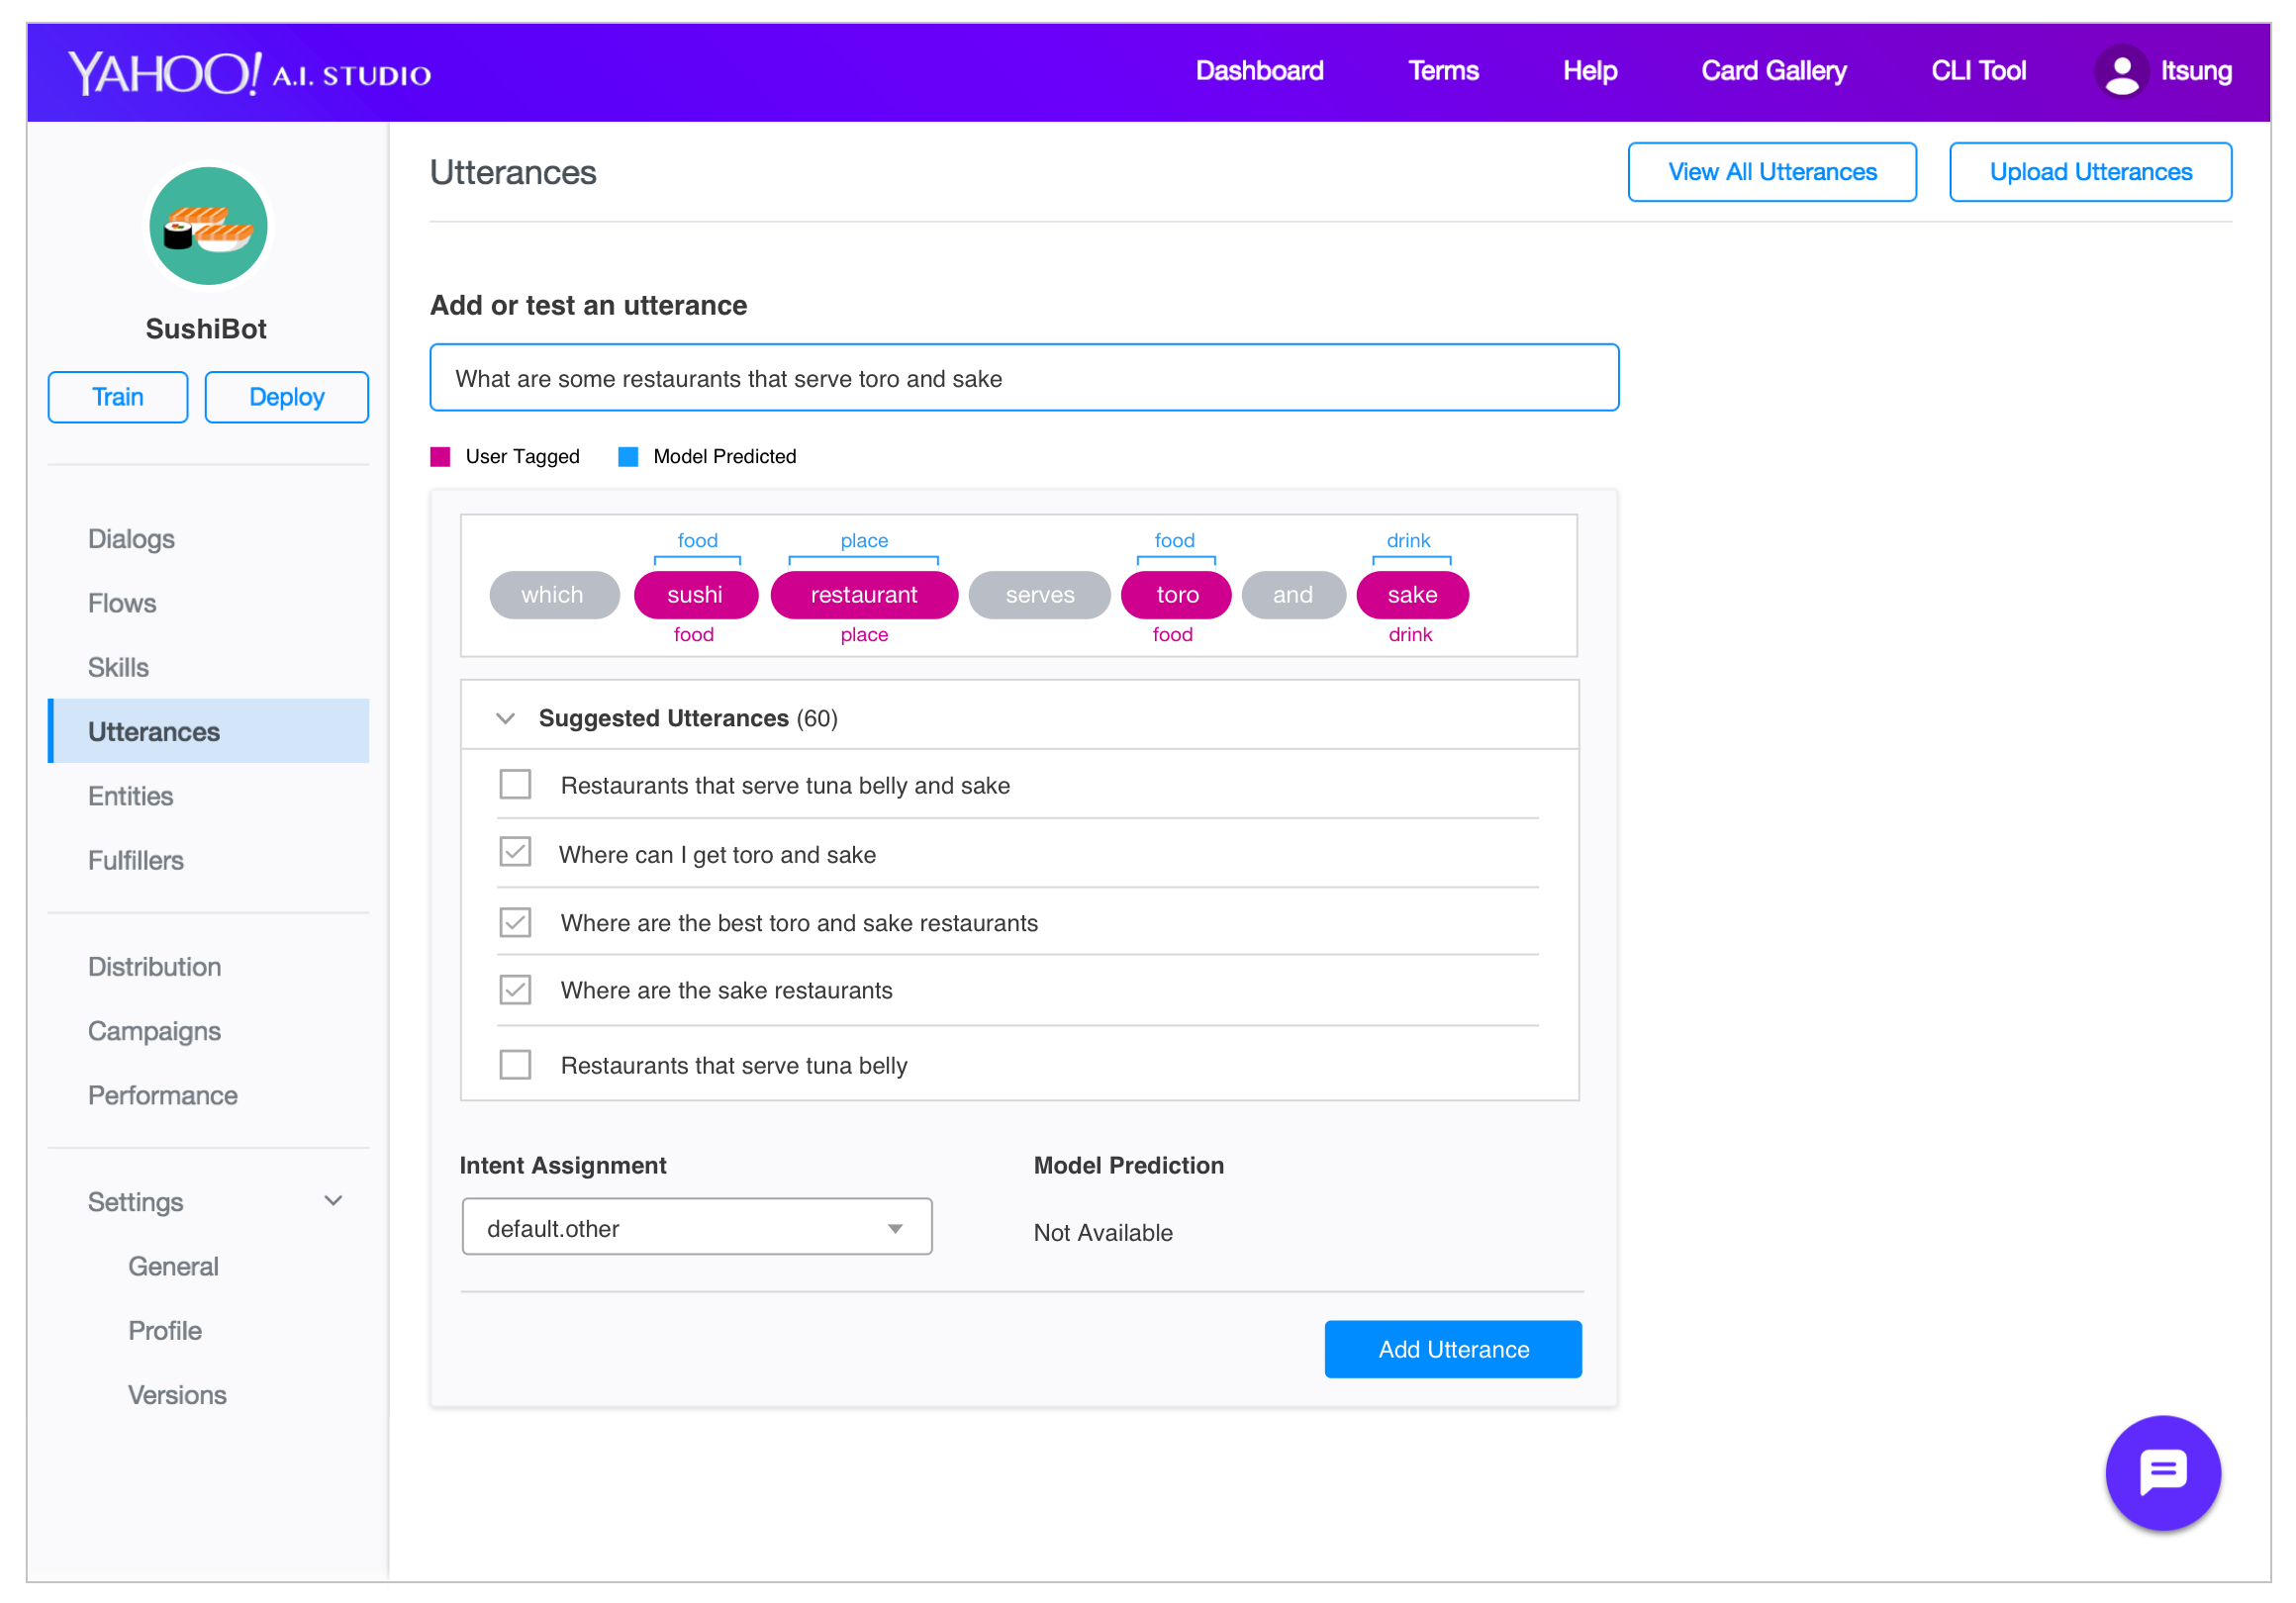 YAHOO! A.I. STUDIO
Dashboard
Terms
Help
Card Gallery
CLI Tool
Itsung
SushiBot
Train
Deploy
Dialogs
Flows
Skills
Utterances
Entities
Fulfillers
Distribution
Campaigns
Performance
Settings
General
Profile
Versions
Utterances
View All Utterances
Upload Utterances
Add or test an utterance
What are some restaurants that serve toro and sake
User Tagged
Model Predicted
food place food drink
which sushi restaurant serves toro and sake
food place food drink
Suggested Utterances (60)
Restaurants that serve tuna belly and sake
Where can I get toro and sake
Where are the best toro and sake restaurants
Where are the sake restaurants
Restaurants that serve tuna belly
Intent Assignment
default.other
Model Prediction
Not Available
Add Utterance